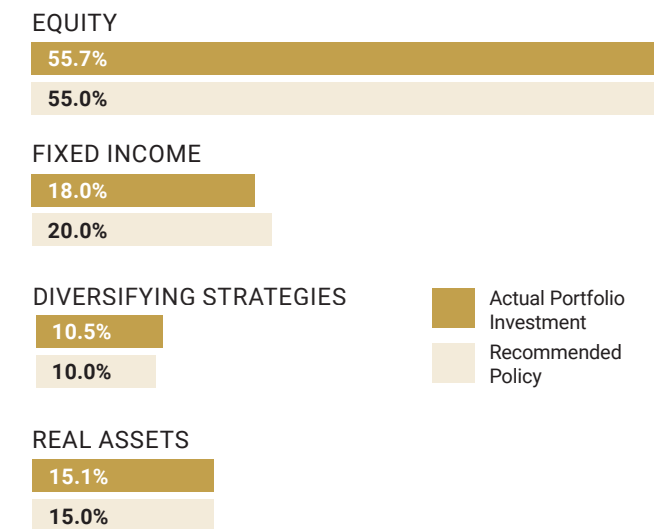 EQUITY
55.7%
55.0%
FIXED INCOME
18.0%
20.0%
DIVERSIFYING STRATEGIES
10.5%
10.0%
Actual Portfolio
Investment
Recommended
Policy
REAL ASSETS
15.1%
15.0%